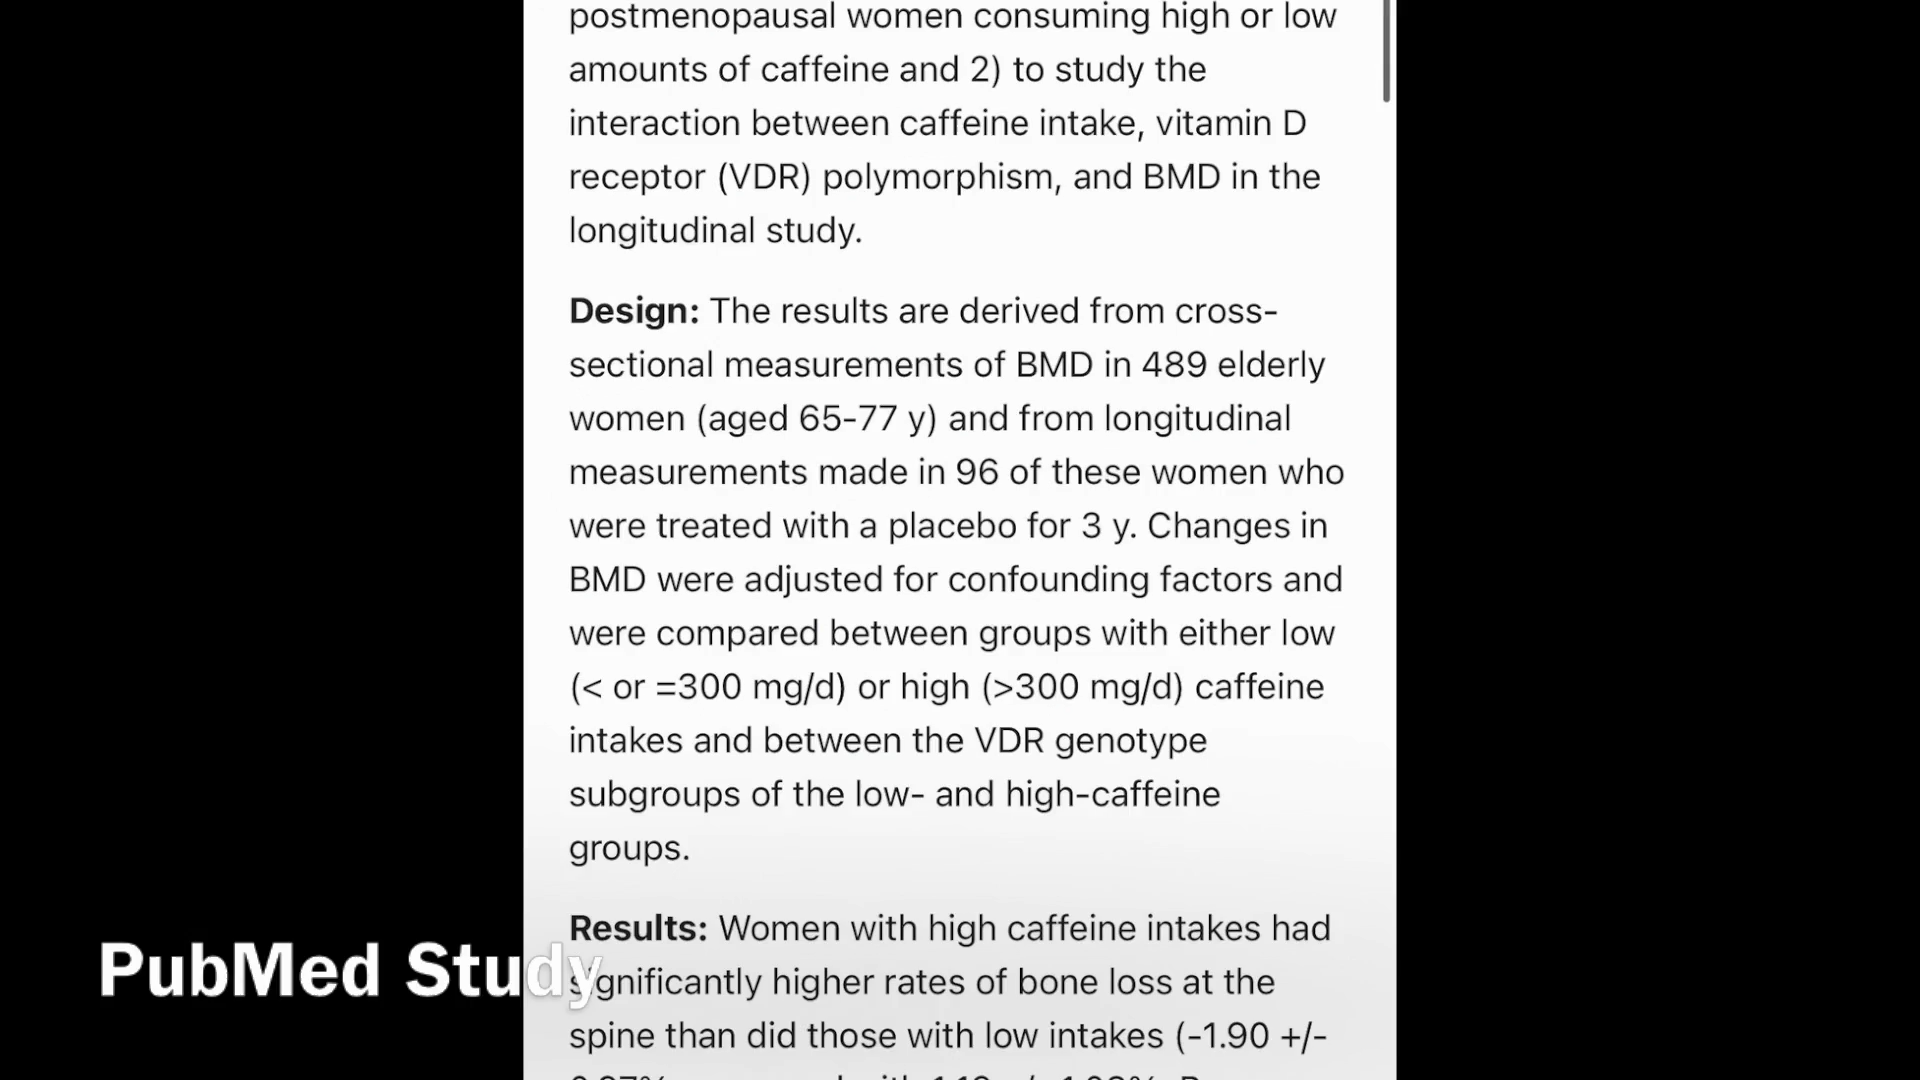 postmenopausal women consuming high or low
amounts of caffeine and 2) to study the
interaction between caffeine intake, vitamin D
receptor (VDR) polymorphism, and BMD in the
longitudinal study.
Design: The results are derived from cross-
sectional measurements of BMD in 489 elderly
women (aged 65-77 y) and from longitudinal
measurements made in 96 of these women who
were treated with a placebo for 3 y. Changes in
BMD were adjusted for confounding factors and
were compared between groups with either low
(< or =300 mg/d) or high (>300 mg/d) caffeine
intakes and between the VDR genotype
subgroups of the low- and high-caffeine
groups.
Results: Women with high caffeine intakes had
significantly higher rates of bone loss at the
spine than did those with low intakes (-1.90 +/-
PubMed Study